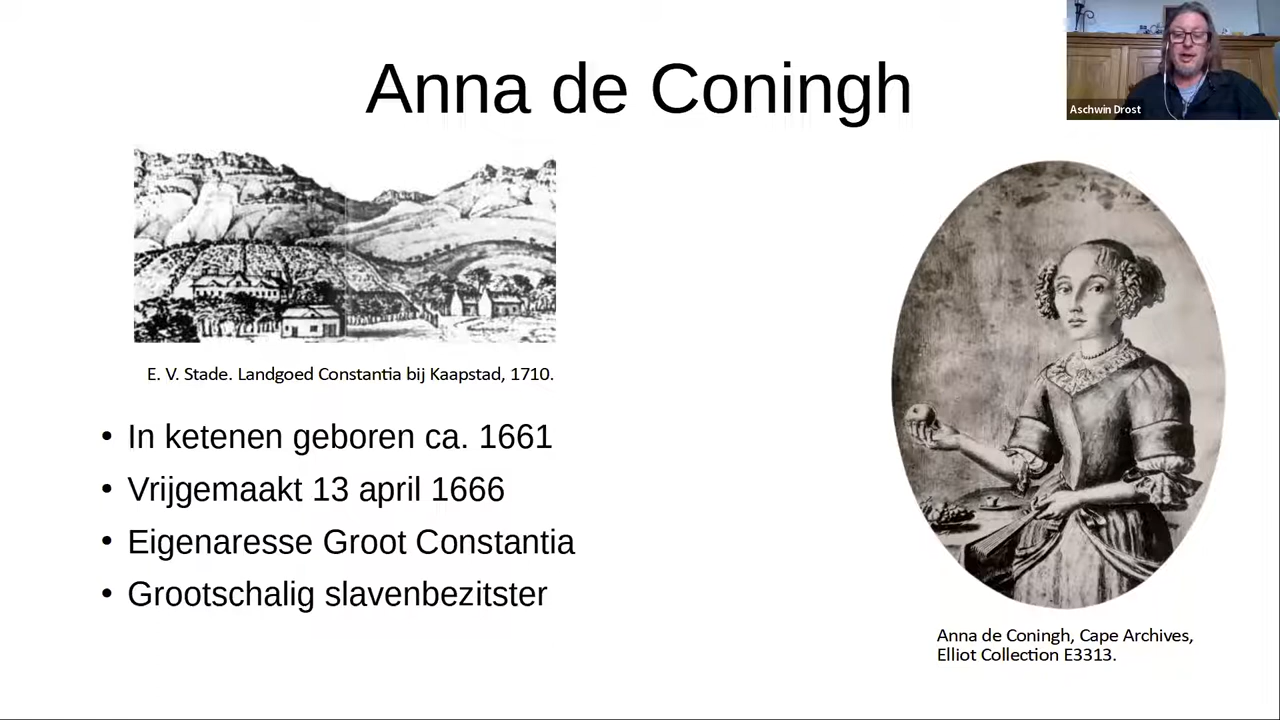 Anna de Coningh
Aschwin Drost
E. V. Stade. Landgoed Constantia bij Kaapstad, 1710.
• In ketenen geboren ca. 1661
• Vrijgemaakt 13 april 1666
• Eigenaresse Groot Constantia
• Grootschalig slavenbezitster
Anna de Coningh, Cape Archives,
Elliot Collection E3313.